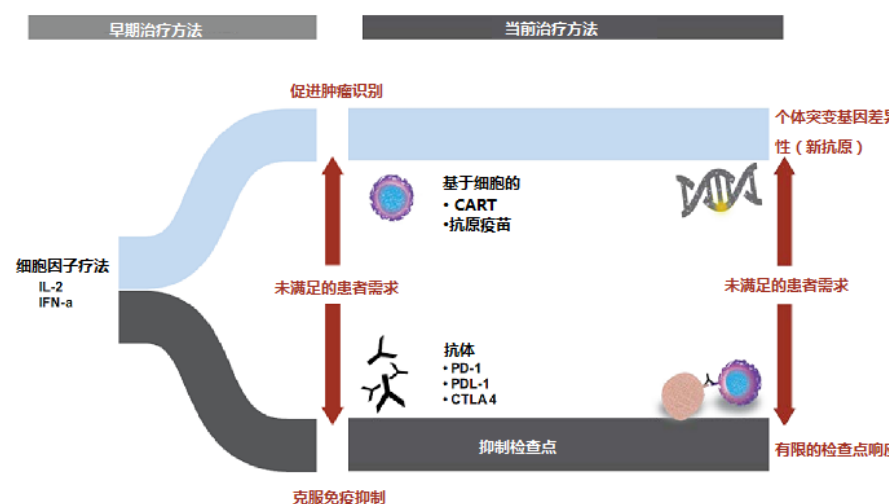 早期治疗方法
当前治疗方法
促进肿瘤识别
个体突变基因差异
性（新抗原）
基于细胞的
• CART
•抗原疫苗
细胞因子疗法
IL-2
IFN-a
未满足的患者需求
未满足的患者需求
抗体
• PD-1
• PDL-1
• CTLA4
抑制检查点
有限的检查点响应
克服免疫抑制